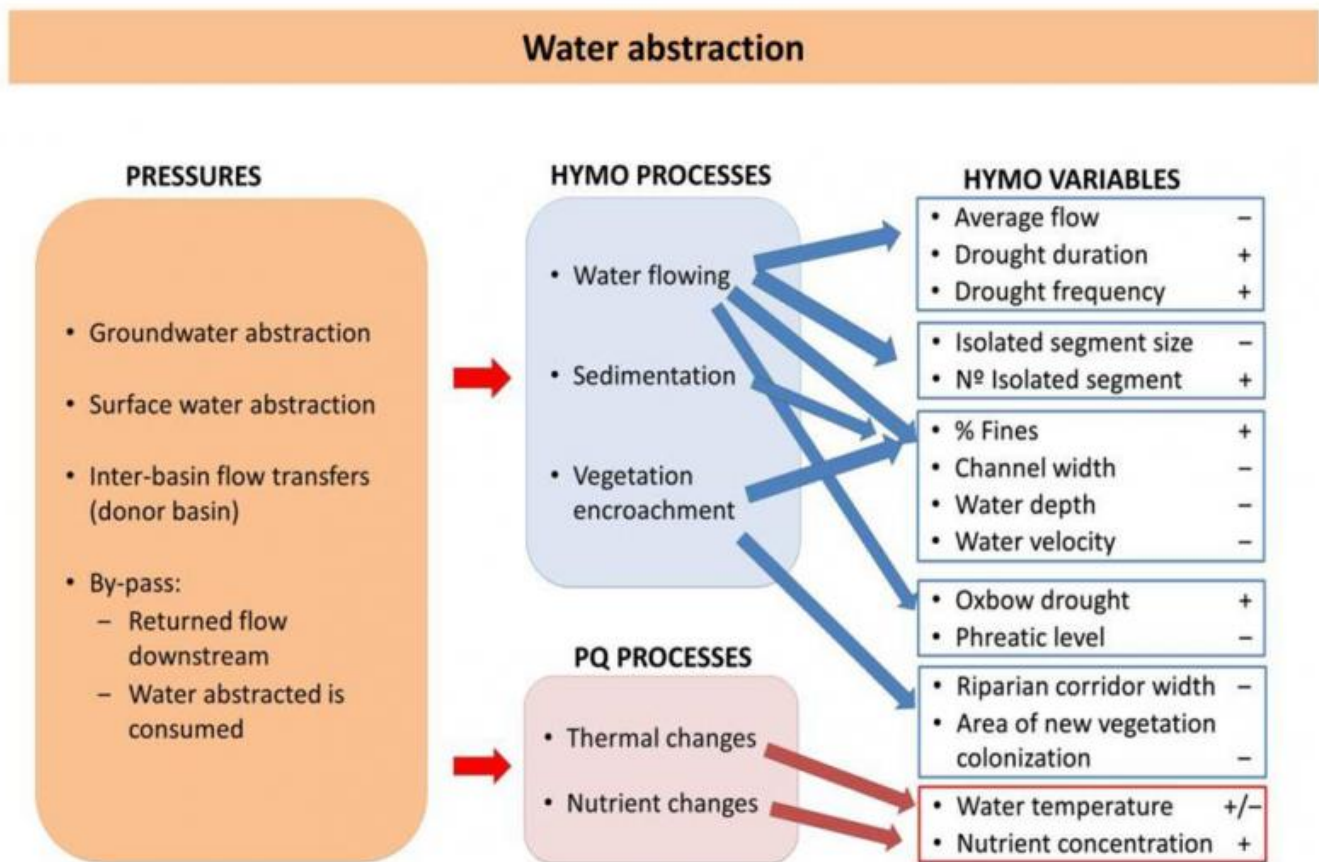 Water abstraction
PRESSURES
• Groundwater abstraction
• Surface water abstraction
• Inter-basin flow transfers
(donor basin)
• By-pass:
– Returned flow
downstream
– Water abstracted is
consumed
HYMO PROCESSES
• Water flowing
• Sedimentation
• Vegetation
encroachment
PQ PROCESSES
• Thermal changes
• Nutrient changes
HYMO VARIABLES
• Average flow –
• Drought duration +
• Drought frequency +
• Isolated segment size –
• Nº Isolated segment +
• % Fines +
• Channel width –
• Water depth –
• Water velocity –
• Oxbow drought +
• Phreatic level –
• Riparian corridor width –
• Area of new vegetation
colonization –
• Water temperature +/–
• Nutrient concentration +